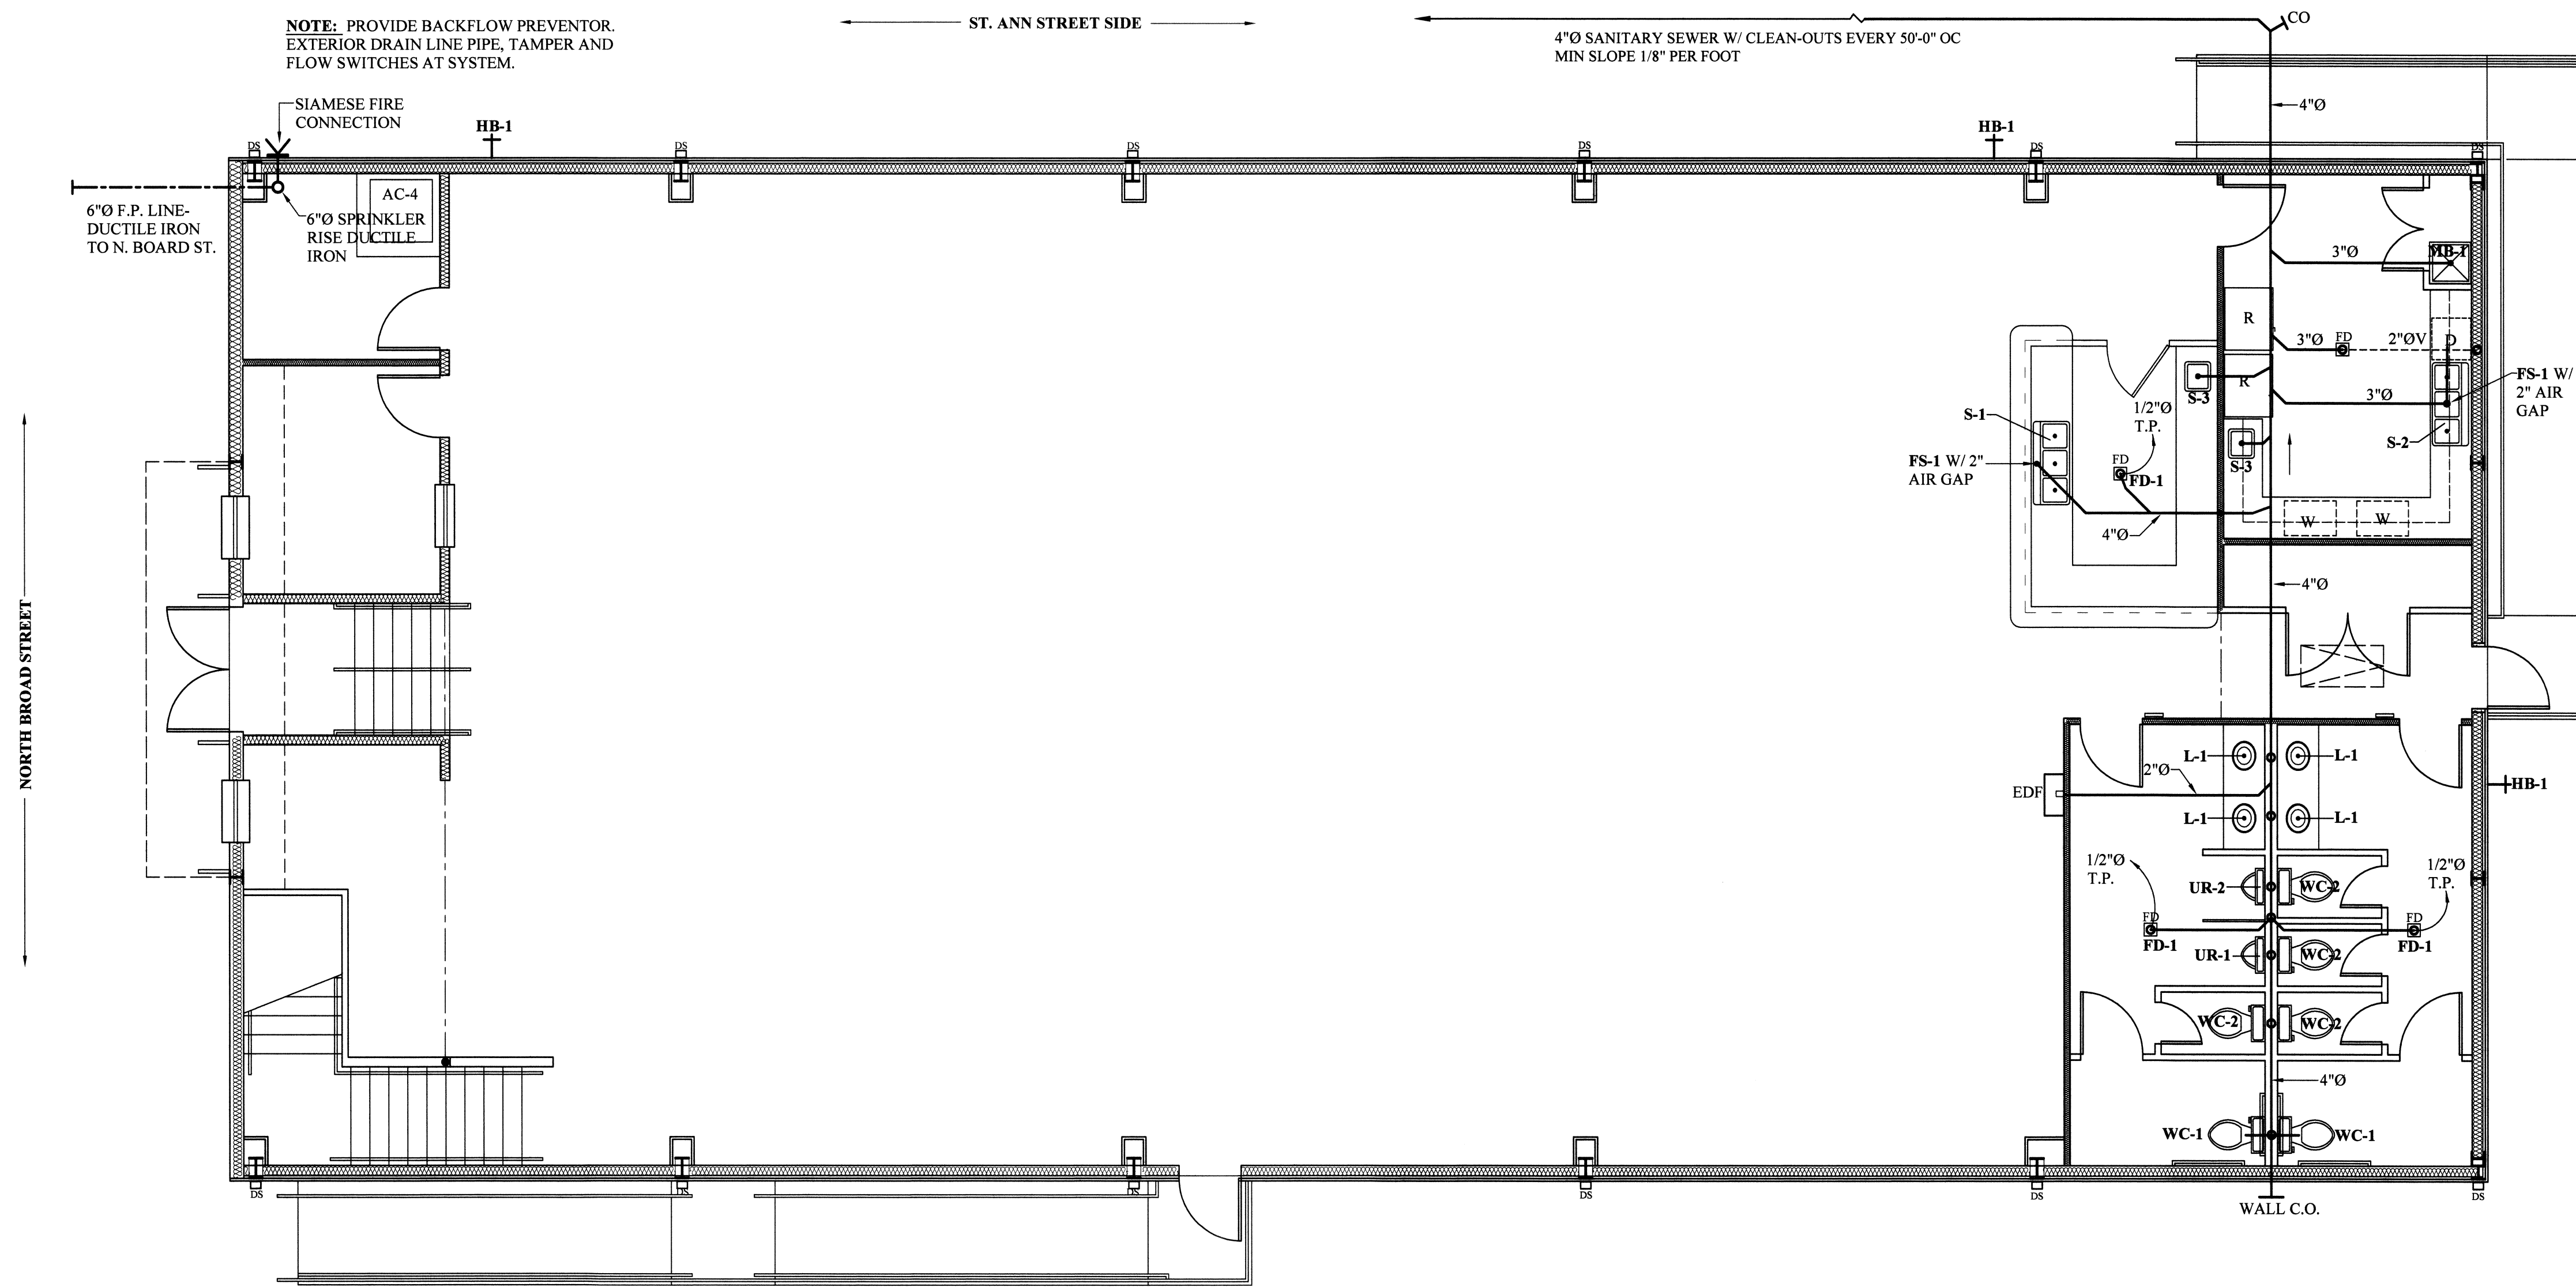 NOTE: PROVIDE BACKFLOW PREVENTOR.
EXTERIOR DRAIN LINE PIPE, TAMPER AND
FLOW SWITCHES AT SYSTEM.
ST. ANN STREET SIDE
CO
4"Ø SANITARY SEWER W/ CLEAN-OUTS EVERY 50'-0" OC
MIN SLOPE 1/8" PER FOOT
4"Ø
SIAMESE FIRE
CONNECTION
HB-1
HB-1
DS
DS
DS
DS
DS
DS
AC-4
6"Ø F.P. LINE-
DUCTILE IRON
TO N. BOARD ST.
6"Ø SPRINKLER
RISE DUCTILE
IRON
3"Ø
MB-1
R
3"Ø
FD
2"ØV
D
R
S-3
3"Ø
FS-1 W/
2" AIR
GAP
1/2"Ø
T.P.
S-1
S-2
FS-1 W/ 2"
AIR GAP
FD
FD-1
S-3
4"Ø
W
W
4"Ø
NORTH BROAD STREET
L-1
L-1
2"Ø
EDF
HB-1
L-1
L-1
1/2"Ø
T.P.
1/2"Ø
T.P.
UR-2
WC-2
FD
FD-1
FD
FD-1
UR-1
WC-2
WC-2
WC-2
4"Ø
WC-1
WC-1
DS
DS
DS
DS
DS
DS
WALL C.O.